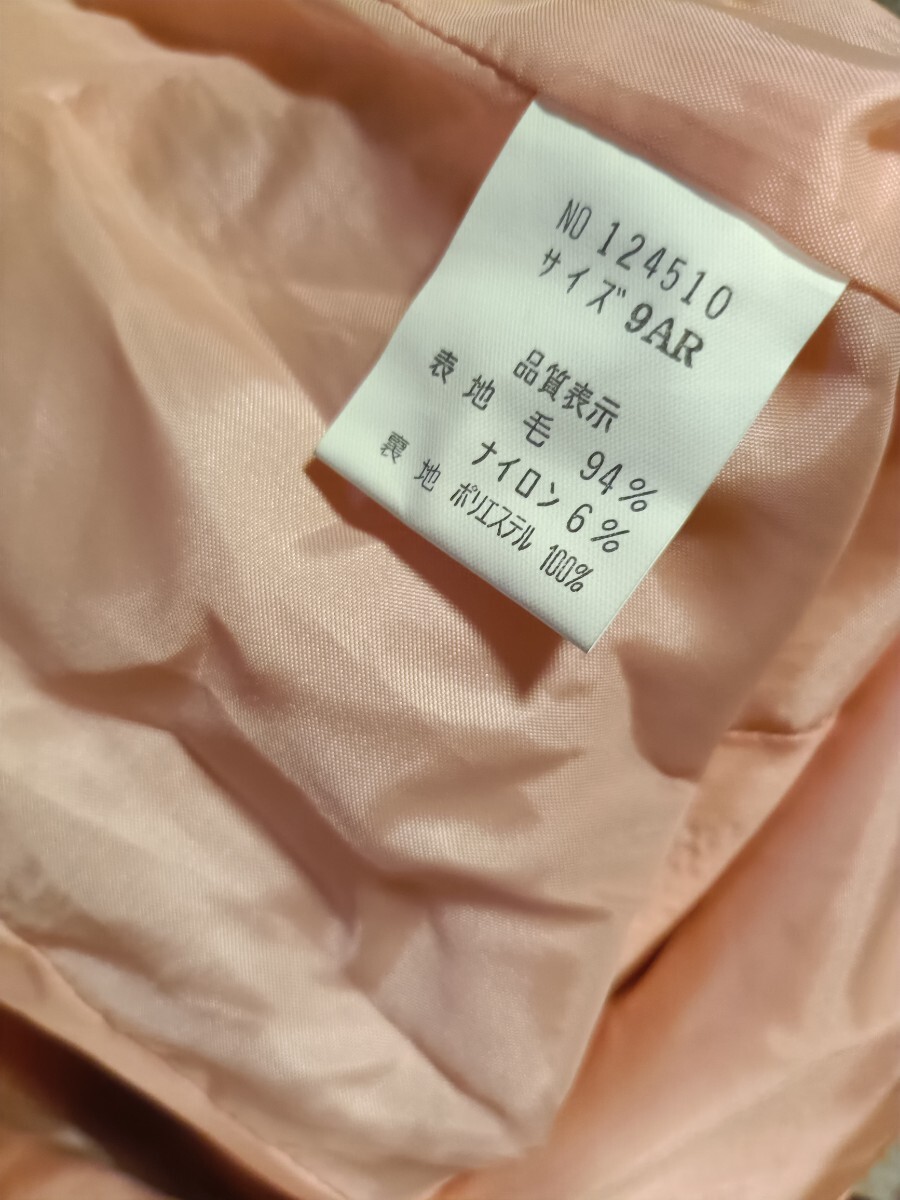 NO 124510
サイズ 9AR
品質表示
表地 毛 94%
ナイロン 6%
裏地 ポリエステル 100%